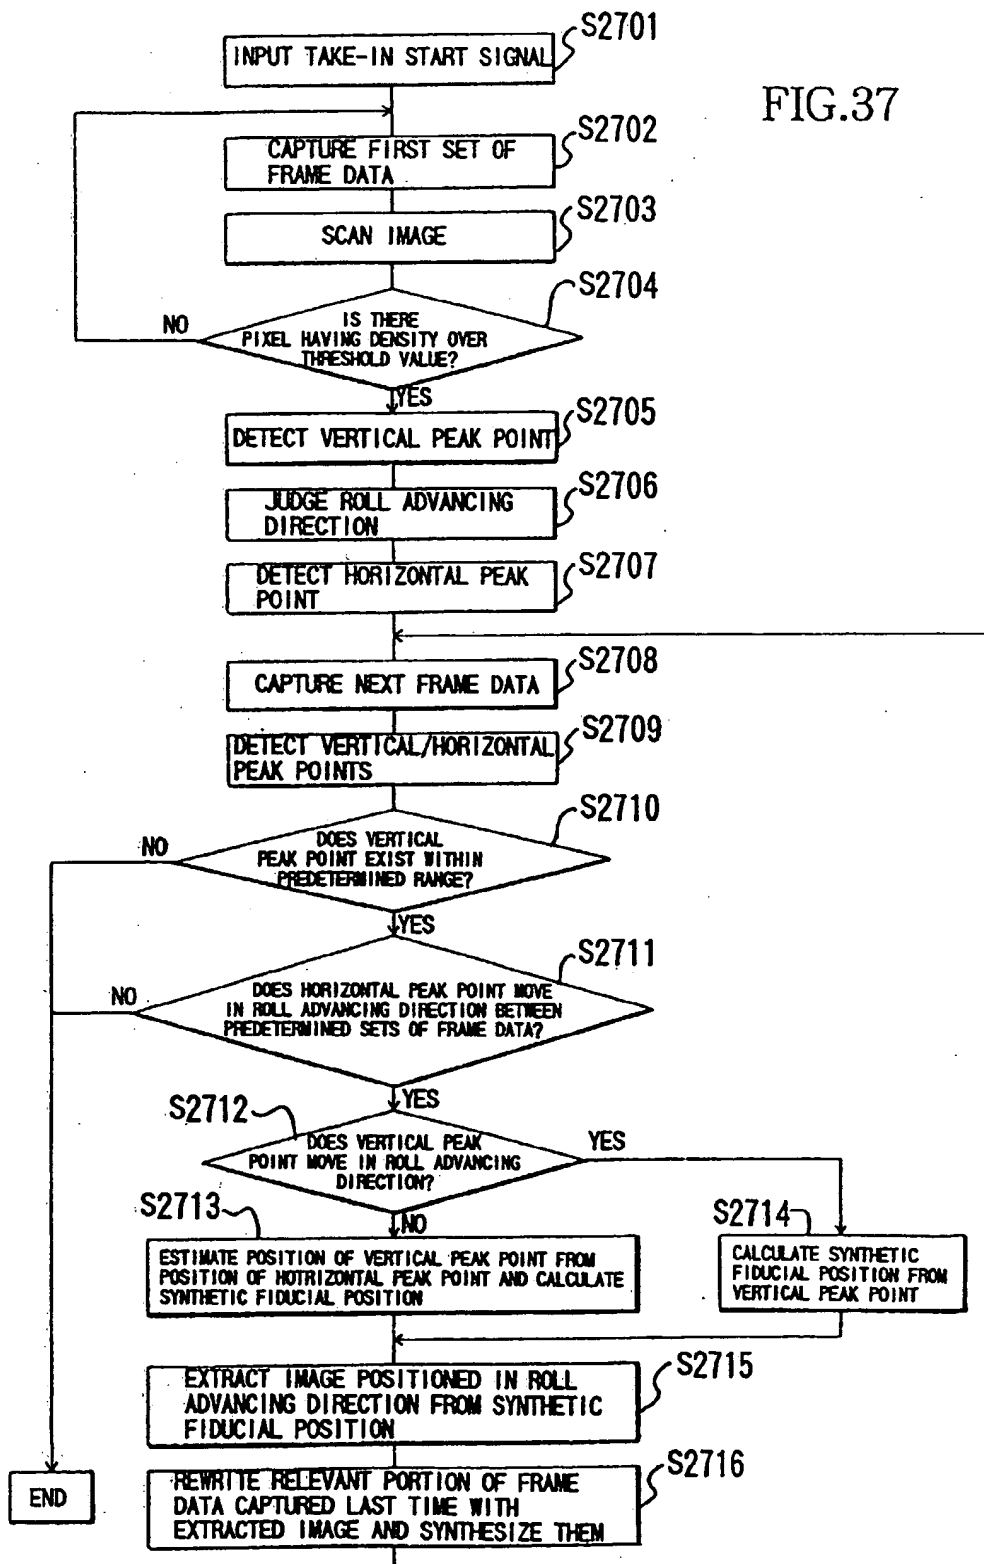 S2701
INPUT TAKE-IN START SIGNAL
FIG.37
S2702
CAPTURE FIRST SET OF
FRAME DATA
S2703
SCAN IMAGE
S2704
NO
IS THERE
PIXEL HAVING DENSITY OVER
THRESHOLD VALUE?
YES
S2705
DETECT VERTICAL PEAK POINT
S2706
JUDGE ROLL ADVANCING
DIRECTION
S2707
DETECT HORIZONTAL PEAK
POINT
S2708
CAPTURE NEXT FRAME DATA
S2709
DETECT VERTICAL/HORIZONTAL
PEAK POINTS
S2710
NO
DOES VERTICAL
PEAK POINT EXIST WITHIN
PREDETERMINED RANGE?
YES
S2711
NO
DOES HORIZONTAL PEAK POINT MOVE
IN ROLL ADVANCING DIRECTION BETWEEN
PREDETERMINED SETS OF FRAME DATA?
YES
S2712
DOES VERTICAL PEAK
POINT MOVE IN ROLL ADVANCING
DIRECTION?
YES
NO
S2713
ESTIMATE POSITION OF VERTICAL PEAK POINT FROM
POSITION OF HOTRIZONTAL PEAK POINT AND CALCULATE
SYNTHETIC FIDUCIAL POSITION
S2714
CALCULATE SYNTHETIC
FIDUCIAL POSITION FROM
VERTICAL PEAK POINT
S2715
EXTRACT IMAGE POSITIONED IN ROLL
ADVANCING DIRECTION FROM SYNTHETIC
FIDUCIAL POSITION
S2716
REWRITE RELEVANT PORTION OF FRAME
DATA CAPTURED LAST TIME WITH
EXTRACTED IMAGE AND SYNTHESIZE THEM
END